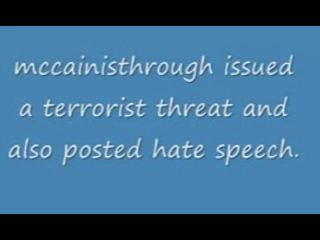 mccainisthrough issued
a terrorist threat and
also posted hate speech.